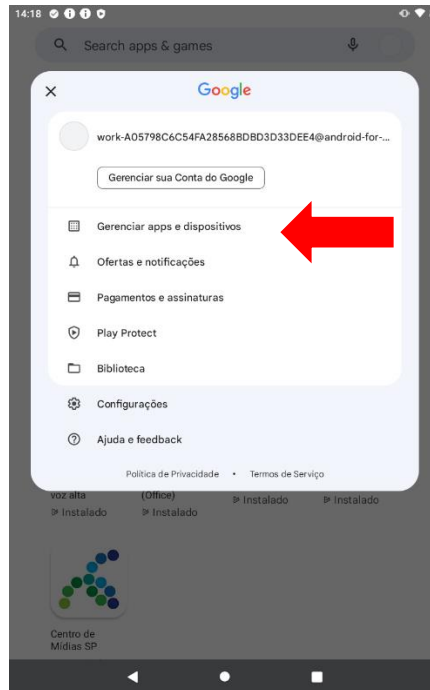 14:18
Search apps & games
Google
work-A05798C6C54FA28568BDBD3D33DEE4@android-for-...
Gerenciar sua Conta do Google
Gerenciar apps e dispositivos
Ofertas e notificações
Pagamentos e assinaturas
Play Protect
Biblioteca
Configurações
Ajuda e feedback
Política de Privacidade • Termos de Serviço
voz alta (Office) Instalado Instalado
Instalado Instalado
Centro de
Mídias SP